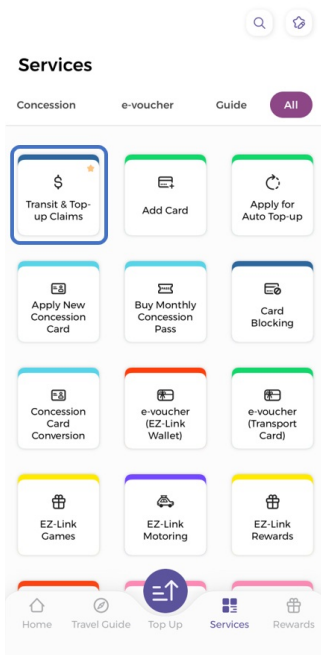 Services
Concession e-voucher Guide All
Transit & Top-
up Claims
Add Card
Apply for
Auto Top-up
Apply New
Concession
Card
Buy Monthly
Concession
Pass
Card
Blocking
Concession
Card
Conversion
e-voucher
(EZ-Link
Wallet)
e-voucher
(Transport
Card)
EZ-Link
Games
EZ-Link
Motoring
EZ-Link
Rewards
Home Travel Guide Top Up Services Rewards